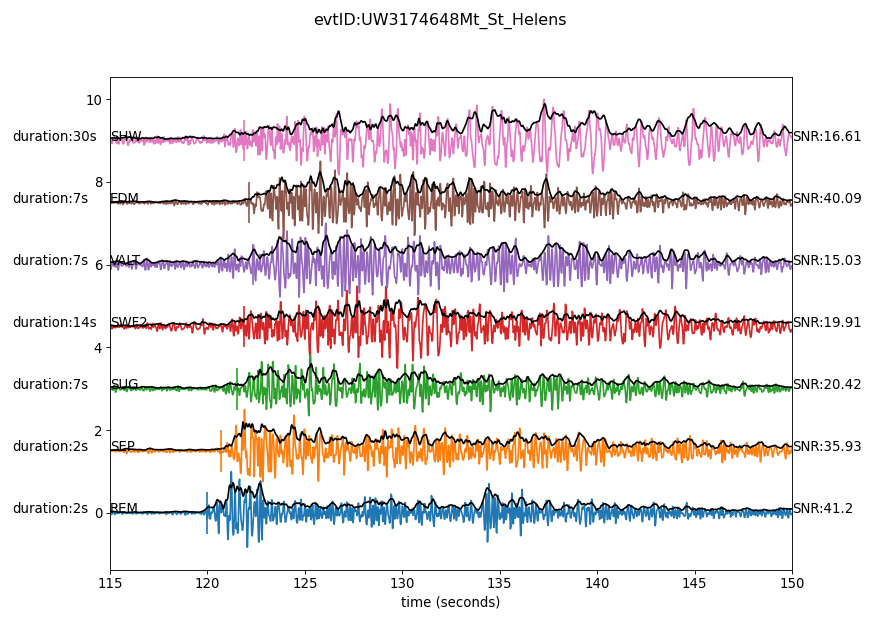 evtID:UW3174648Mt_St_Helens
10
duration:30s SHW SNR:16.61
8
duration:7s EDM SNR:40.09
duration:7s VALT SNR:15.03
6
duration:14s SWF2 SNR:19.91
4
duration:7s SUG SNR:20.42
2
duration:2s SEP SNR:35.93
duration:2s REM SNR:41.2
0
115 120 125 130 135 140 145 150
time (seconds)